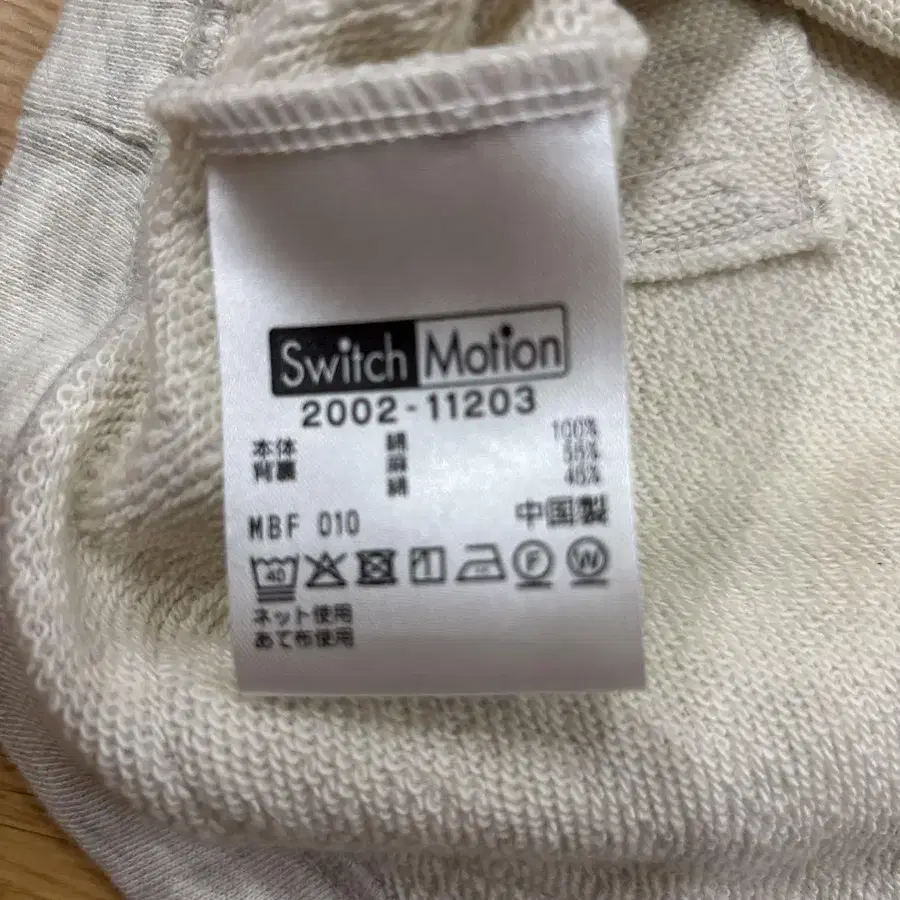 Switch Motion
2002-11203
本体 綿 100%
背裏 麻 55%
綿 45%
MBF 010 中国製
40 F W
ネット使用
あて布使用